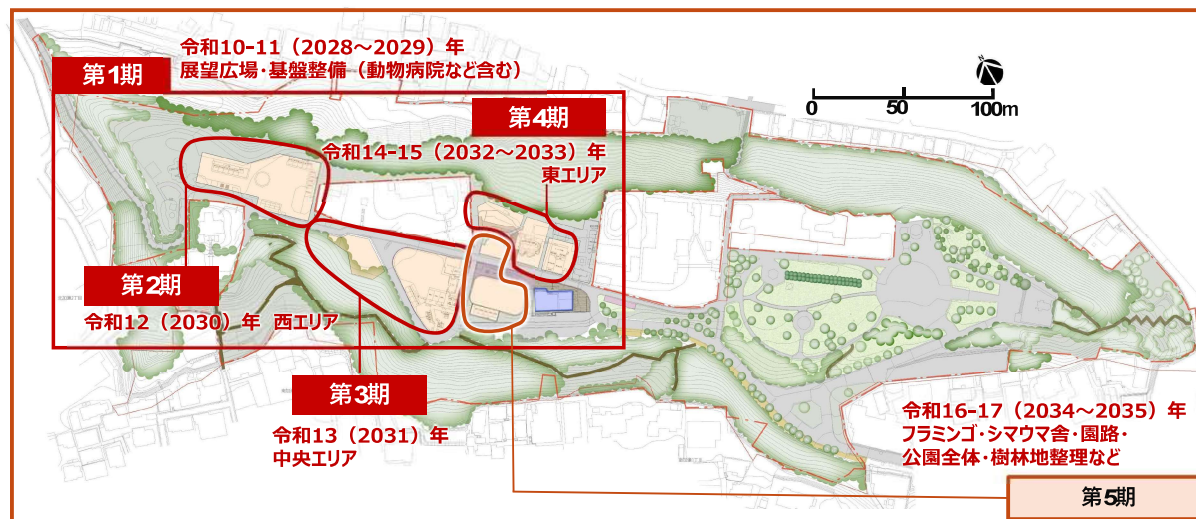 令和10-11（2028～2029）年
展望広場・基盤整備（動物病院など含む）
第1期
0 50 100m
第4期
令和14-15（2032～2033）年
東エリア
第2期
令和12（2030）年 西エリア
第3期
令和13（2031）年
中央エリア
令和16-17（2034～2035）年
フラミンゴ・シマウマ舎・園路・
公園全体・樹林地整理など
第5期